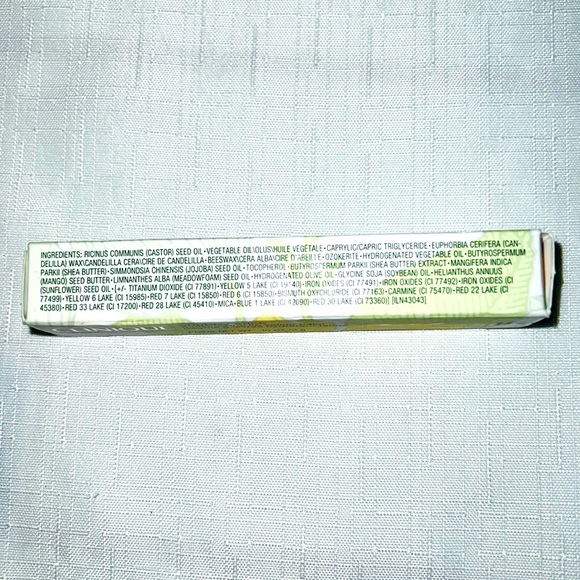 INGREDIENTS: RICINUS COMMUNIS (CASTOR) SEED OIL•VEGETABLE OIL\OLUS\HUILE VÉGÉTALE•CAPRYLIC/CAPRIC TRIGLYCERIDE•EUPHORBIA CERIFERA (CAN-
DELILLA) WAX\CANDELILLA CERA\CIRE DE CANDELILLA•BEESWAX\CERA ALBA\CIRE D'ABEILLE•OZOKERITE•HYDROGENATED VEGETABLE OIL•BUTYROSPERMUM
PARKII (SHEA BUTTER)•SIMMONDSIA CHINENSIS (JOJOBA) SEED OIL•TOCOPHEROL•BUTYROSPERMUM PARKII (SHEA BUTTER) EXTRACT•MANGIFERA INDICA
(MANGO) SEED BUTTER•LIMNANTHES ALBA (MEADOWFOAM) SEED OIL•HYDROGENATED OLIVE OIL•GLYCINE SOJA (SOYBEAN) OIL•HELIANTHUS ANNUUS
(SUNFLOWER) SEED OIL•[+/- TITANIUM DIOXIDE (CI 77891)•YELLOW 5 LAKE (CI 19140)•IRON OXIDES (CI 77491)•IRON OXIDES (CI 77492)•IRON OXIDES (CI
77499)•YELLOW 6 LAKE (CI 15985)•RED 7 LAKE (CI 15850)•RED 6 (CI 15850)•BISMUTH OXYCHLORIDE (CI 77163)•CARMINE (CI 75470)•RED 22 LAKE (CI
45380)•RED 33 LAKE (CI 17200)•RED 28 LAKE (CI 45410)•MICA•BLUE 1 LAKE (CI 42090)•RED 30 LAKE (CI 73360)] [ILN43043]